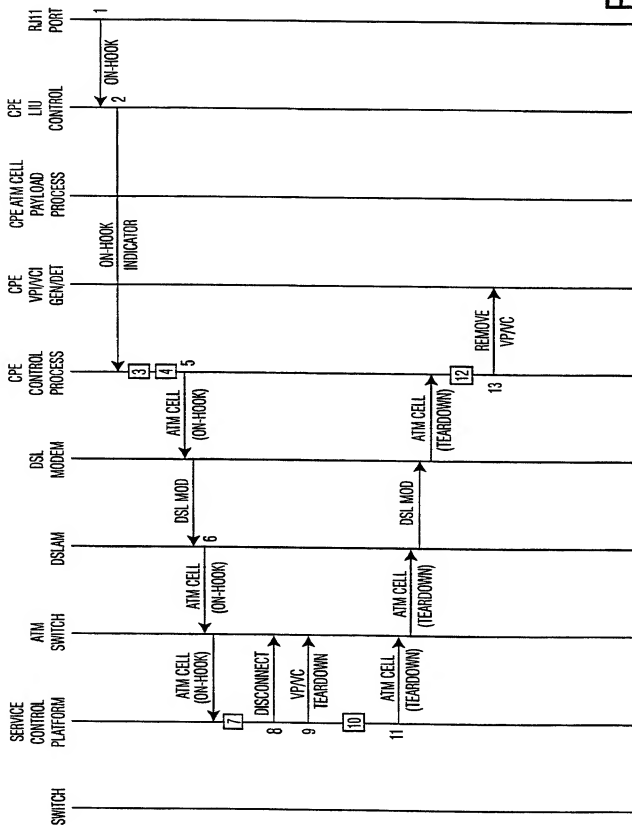 SWITCH
SERVICE
CONTROL
PLATFORM
ATM
SWITCH
DSLAM
DSL
MODEM
CPE
CONTROL
PROCESS
CPE
VPI/VCI
GEN/DET
CPE ATM CELL
PAYLOAD
PROCESS
CPE
LIU
CONTROL
RJ11
PORT
1
ON-HOOK
2
ON-HOOK
INDICATOR
3
4
5
ATM CELL
(ON-HOOK)
DSL MOD
6
ATM CELL
(ON-HOOK)
ATM CELL
(ON-HOOK)
7
8
DISCONNECT
9
VP/VC
TEARDOWN
10
11
ATM CELL
(TEARDOWN)
ATM CELL
(TEARDOWN)
DSL MOD
ATM CELL
(TEARDOWN)
12
13
REMOVE
VP/VC